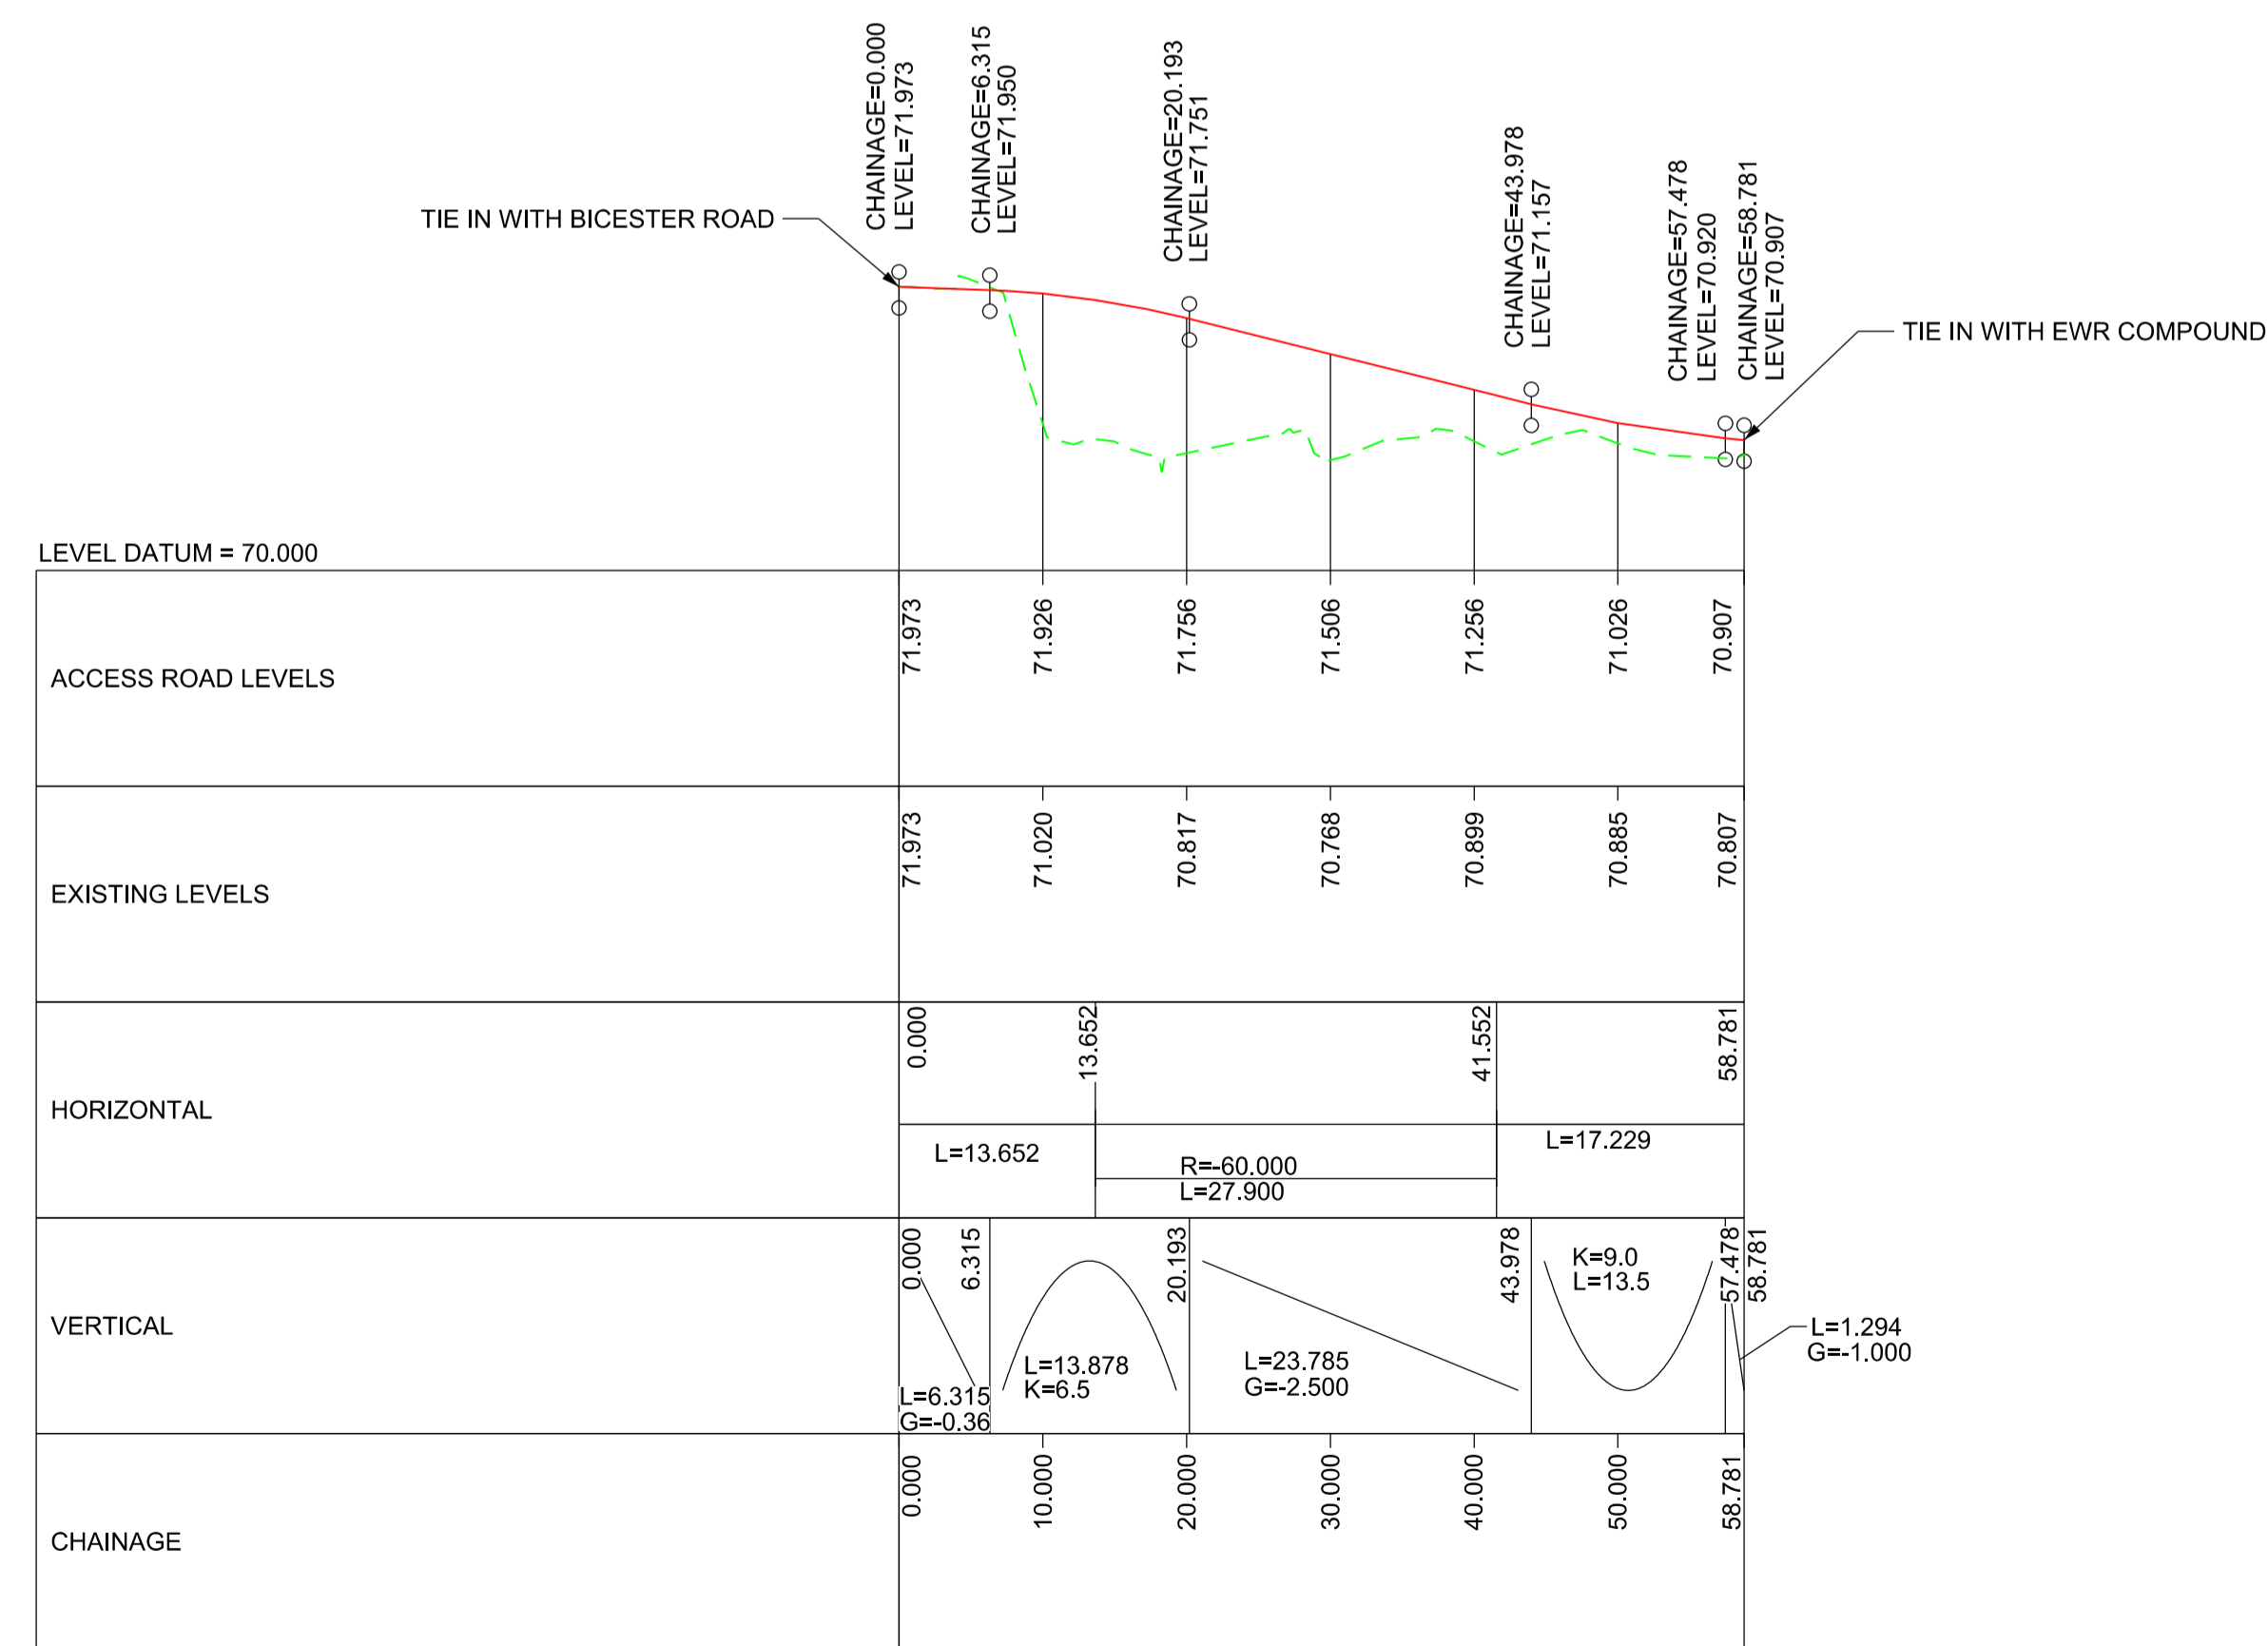 CHAINAGE=0.000
LEVEL=71.973
CHAINAGE=6.315
LEVEL=71.950
CHAINAGE=20.193
LEVEL=71.751
CHAINAGE=43.978
LEVEL=71.157
CHAINAGE=57.478
LEVEL=70.920
CHAINAGE=58.781
LEVEL=70.907
TIE IN WITH BICESTER ROAD
TIE IN WITH EWR COMPOUND
LEVEL DATUM = 70.000
ACCESS ROAD LEVELS
71.973
71.926
71.756
71.506
71.256
71.026
70.907
EXISTING LEVELS
71.973
71.020
70.817
70.768
70.899
70.885
70.807
HORIZONTAL
0.000
13.652
41.552
58.781
L=13.652
R=-60.000
L=27.900
L=17.229
VERTICAL
0.000
6.315
20.193
43.978
57.478
58.781
L=6.315
G=-0.36
L=13.878
K=6.5
L=23.785
G=-2.500
K=9.0
L=13.5
L=1.294
G=-1.000
CHAINAGE
0.000
10.000
20.000
30.000
40.000
50.000
58.781